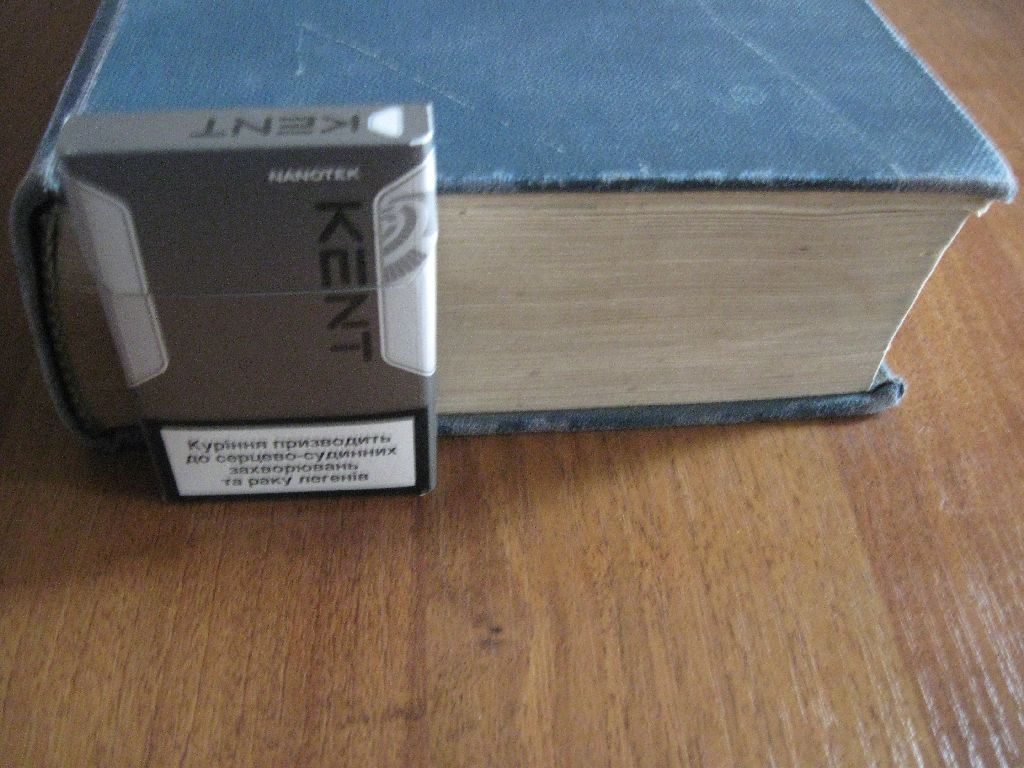 KENT
NANOTEK
KENT
Куріння призводить
до серцево-судинних
захворювань
та раку легенів